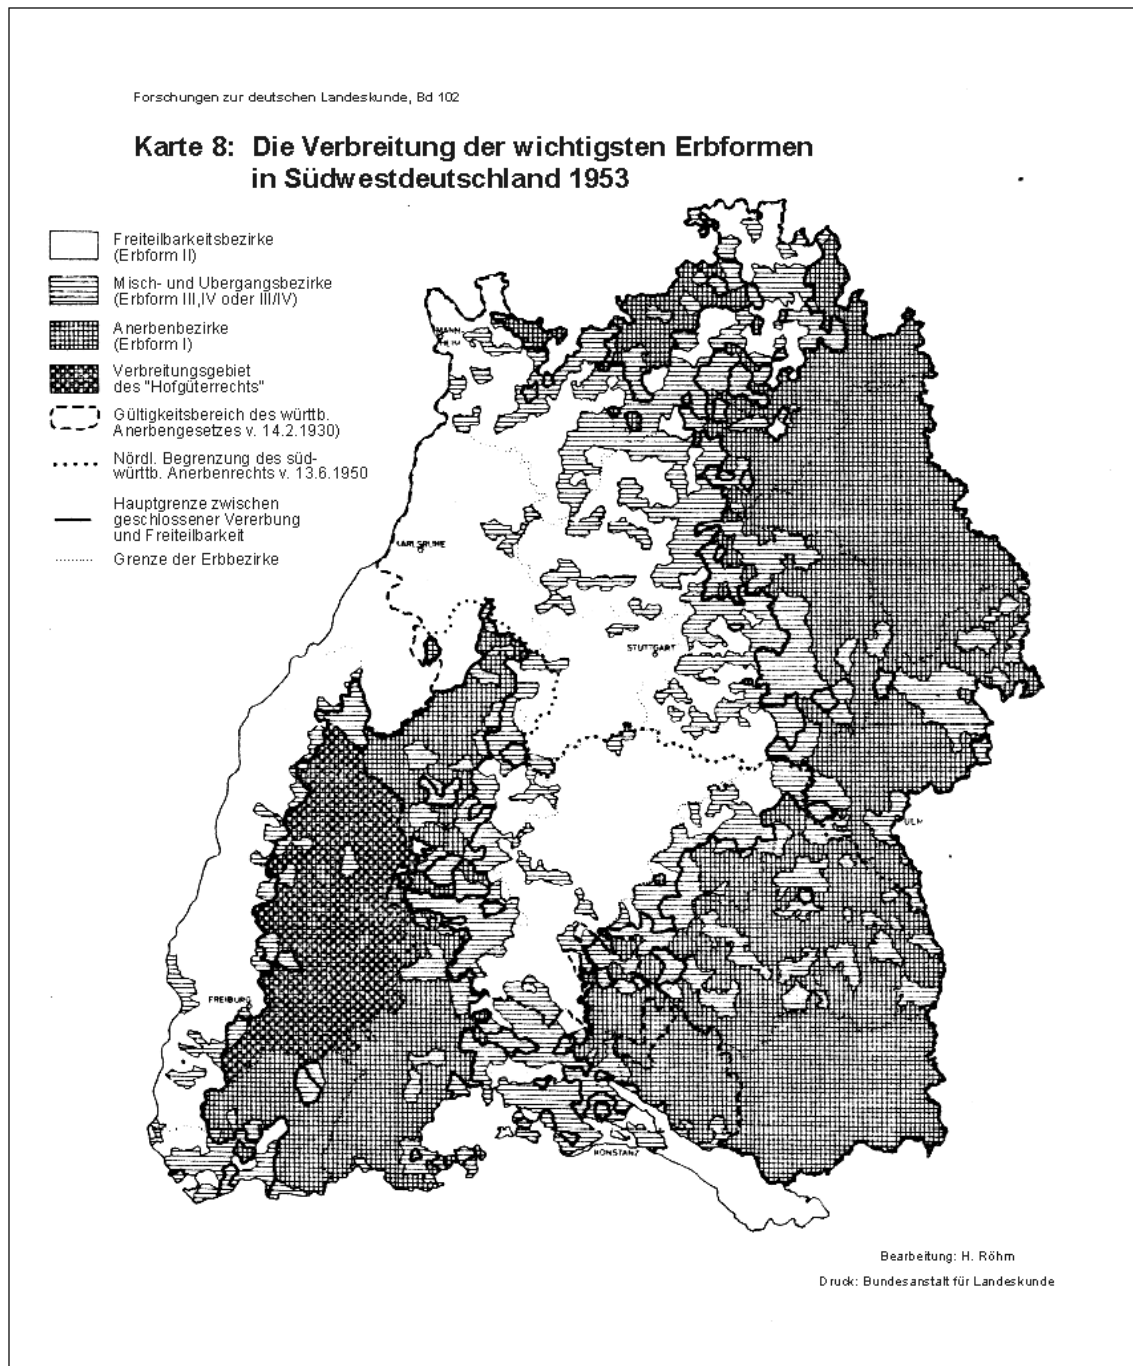 Forschungen zur deutschen Landeskunde, Bd 102
Karte 8: Die Verbreitung der wichtigsten Erbformen
in Südwestdeutschland 1953
Freiteilbarkeitsbezirke
(Erbform II)
Misch- und Ubergangsbezirke
(Erbform III,IV oder III/IV)
Anerbenbezirke
(Erbform I)
Verbreitungsgebiet
des "Hofgüterrechts"
Gültigkeitsbereich des württb.
Anerbengesetzes v. 14.2.1930)
Nördl. Begrenzung des süd-
württb. Anerbenrechts v. 13.6.1950
Hauptgrenze zwischen
geschlossener Vererbung
und Freiteilbarkeit
Grenze der Erbbezirke
MANN-
HEIM
KARLSRUHE
STUTTGART
ULM
FREIBURG
KONSTANZ
Bearbeitung: H. Röhm
Druck: Bundesanstalt für Landeskunde